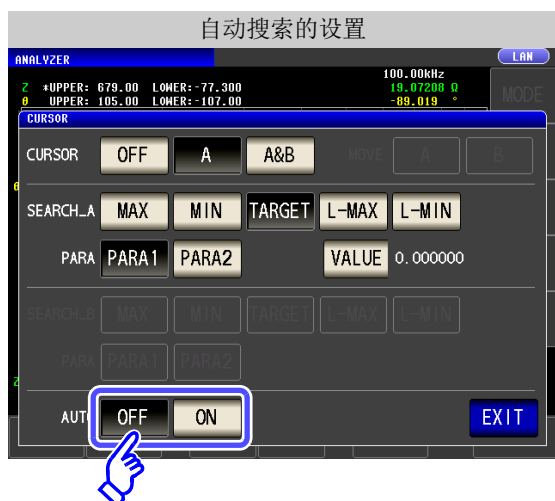 自动搜索的设置
ANALYZER LAN
100.00kHz
Z *UPPER: 679.00 LOWER:-77.300 19.07208 Ω
θ UPPER: 105.00 LOWER:-107.00 -89.019 °
MODE
CURSOR
CURSOR OFF A A&B MOVE A B
θ
SEARCH_A MAX MIN TARGET L-MAX L-MIN
PARA PARA1 PARA2 VALUE 0.000000
SEARCH_B MAX MIN TARGET L-MAX L-MIN
PARA PARA1 PARA2
Z
AUTO OFF ON EXIT